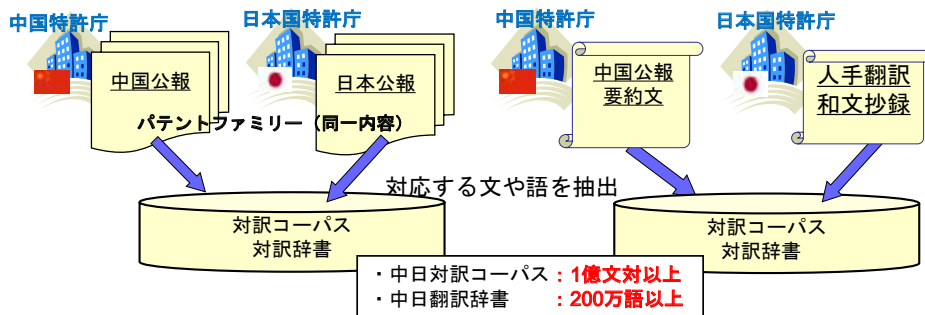 中国特許庁
日本国特許庁
中国特許庁
日本国特許庁
中国公報
日本公報
中国公報
要約文
人手翻訳
和文抄録
パテントファミリー（同一内容）
対応する文や語を抽出
対訳コーパス
対訳辞書
対訳コーパス
対訳辞書
・中日対訳コーパス：1億文対以上
・中日翻訳辞書　　：200万語以上